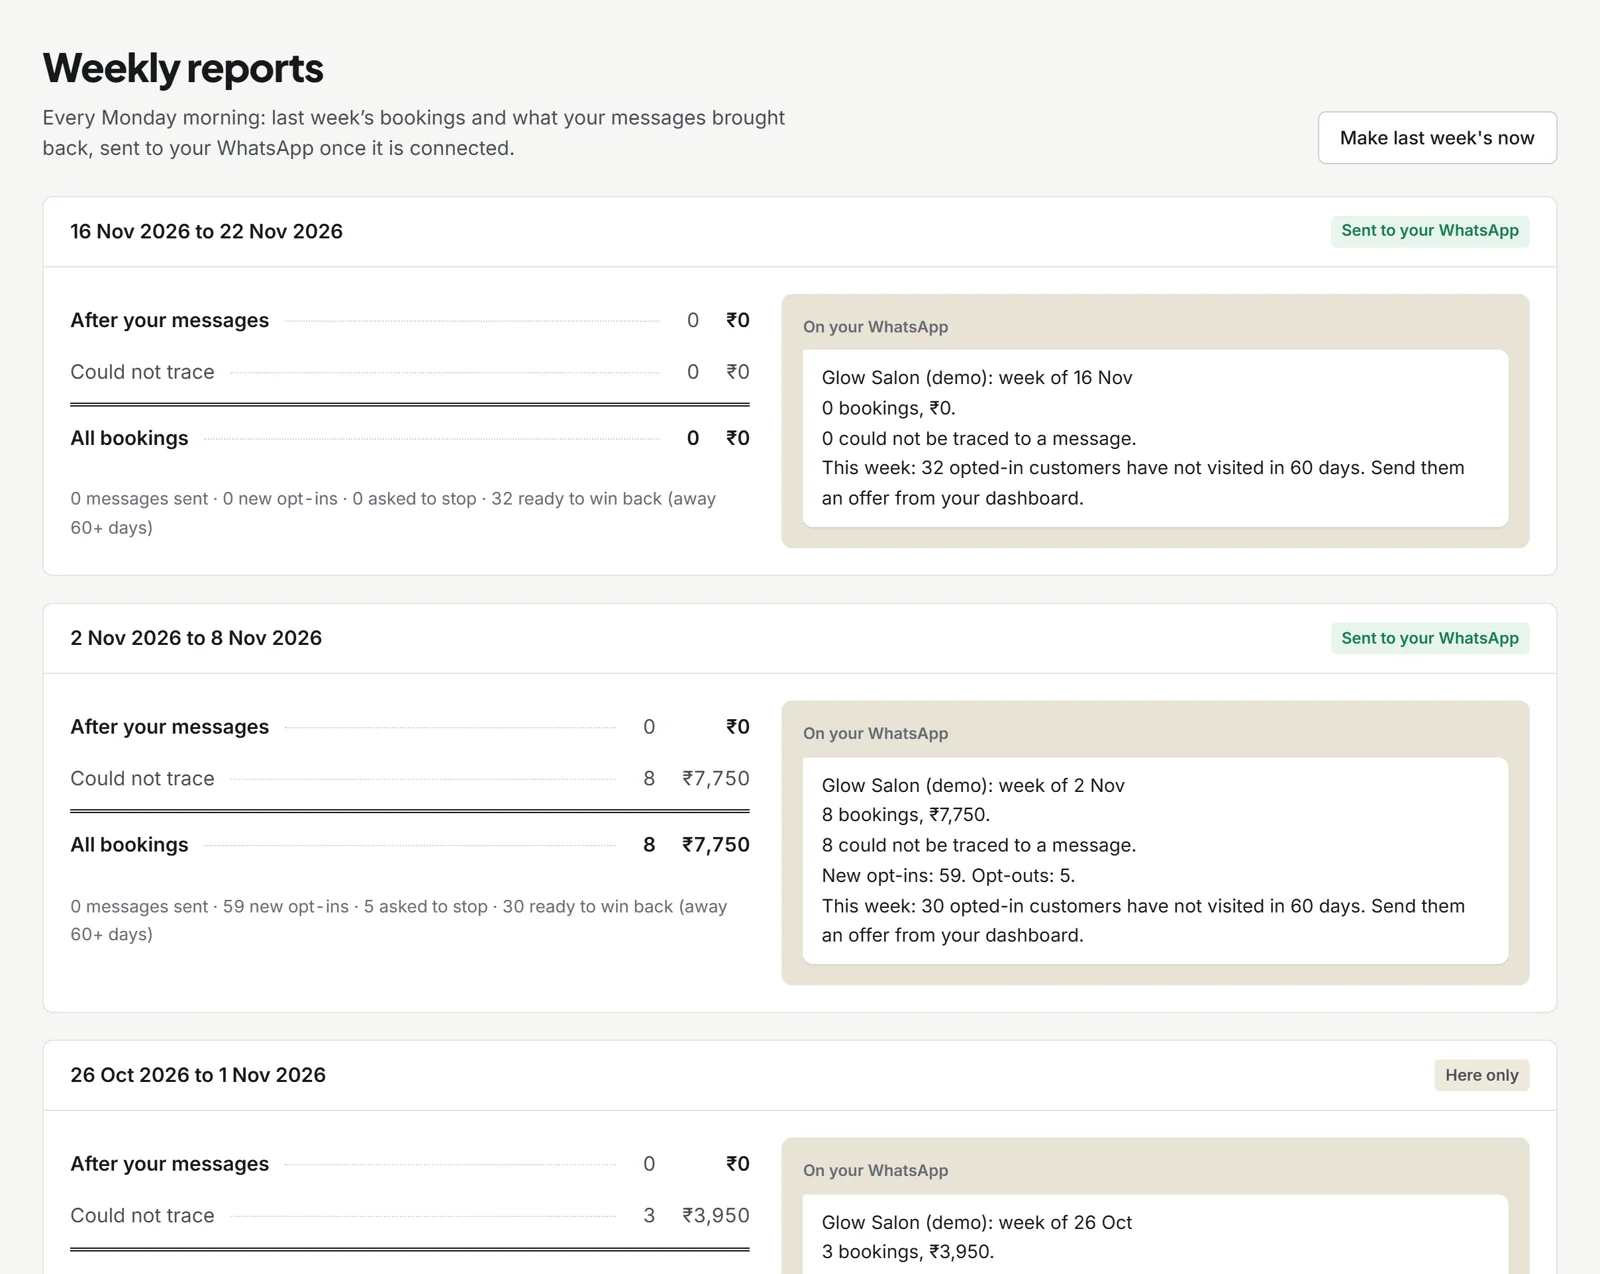 Weekly reports
Every Monday morning: last week’s bookings and what your messages brought
back, sent to your WhatsApp once it is connected.
Make last week's now
16 Nov 2026 to 22 Nov 2026
Sent to your WhatsApp
After your messages 0 ₹0
Could not trace 0 ₹0
All bookings 0 ₹0
0 messages sent · 0 new opt-ins · 0 asked to stop · 32 ready to win back (away
60+ days)
On your WhatsApp
Glow Salon (demo): week of 16 Nov
0 bookings, ₹0.
0 could not be traced to a message.
This week: 32 opted-in customers have not visited in 60 days. Send them
an offer from your dashboard.
2 Nov 2026 to 8 Nov 2026
Sent to your WhatsApp
After your messages 0 ₹0
Could not trace 8 ₹7,750
All bookings 8 ₹7,750
0 messages sent · 59 new opt-ins · 5 asked to stop · 30 ready to win back (away
60+ days)
On your WhatsApp
Glow Salon (demo): week of 2 Nov
8 bookings, ₹7,750.
8 could not be traced to a message.
New opt-ins: 59. Opt-outs: 5.
This week: 30 opted-in customers have not visited in 60 days. Send them
an offer from your dashboard.
26 Oct 2026 to 1 Nov 2026
Here only
After your messages 0 ₹0
Could not trace 3 ₹3,950
On your WhatsApp
Glow Salon (demo): week of 26 Oct
3 bookings, ₹3,950.